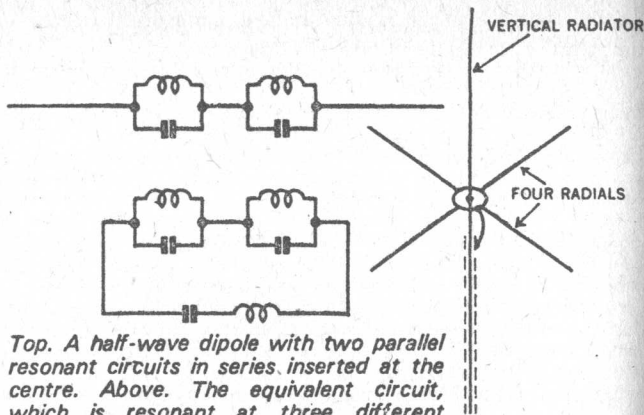 VERTICAL RADIATOR
FOUR RADIALS
Top. A half-wave dipole with two parallel
resonant circuits in series inserted at the
centre. Above. The equivalent circuit,
which is resonant at three different